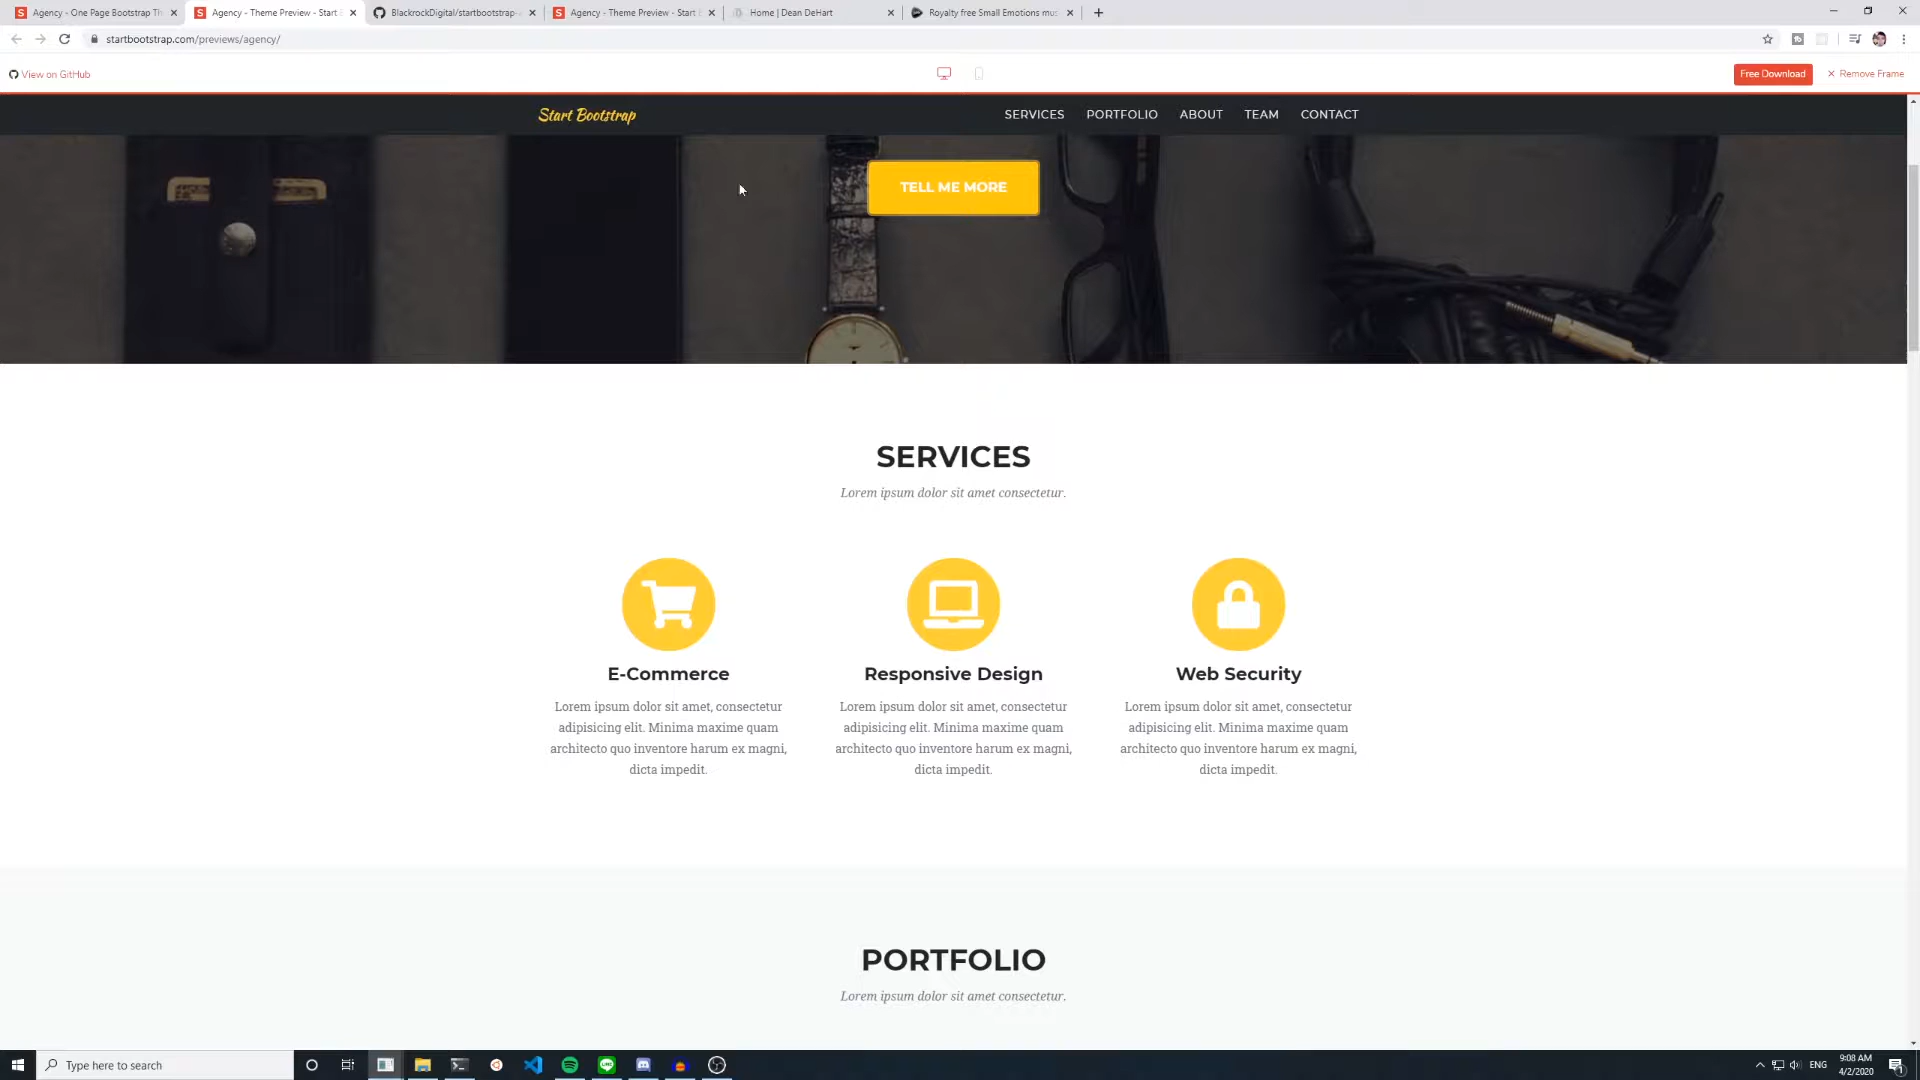 Agency - One Page Bootstrap Th
Agency - Theme Preview - Start
BlackrockDigital/startbootstrap-
Agency - Theme Preview - Start
Home | Dean DeHart
Royalty free Small Emotions mus
startbootstrap.com/previews/agency/
View on GitHub
Free Download
Remove Frame
Start Bootstrap
SERVICES
PORTFOLIO
ABOUT
TEAM
CONTACT
TELL ME MORE
SERVICES
Lorem ipsum dolor sit amet consectetur.
E-Commerce
Lorem ipsum dolor sit amet, consectetur
adipisicing elit. Minima maxime quam
architecto quo inventore harum ex magni,
dicta impedit.
Responsive Design
Lorem ipsum dolor sit amet, consectetur
adipisicing elit. Minima maxime quam
architecto quo inventore harum ex magni,
dicta impedit.
Web Security
Lorem ipsum dolor sit amet, consectetur
adipisicing elit. Minima maxime quam
architecto quo inventore harum ex magni,
dicta impedit.
PORTFOLIO
Lorem ipsum dolor sit amet consectetur.
Type here to search
ENG
9:08 AM
4/2/2020